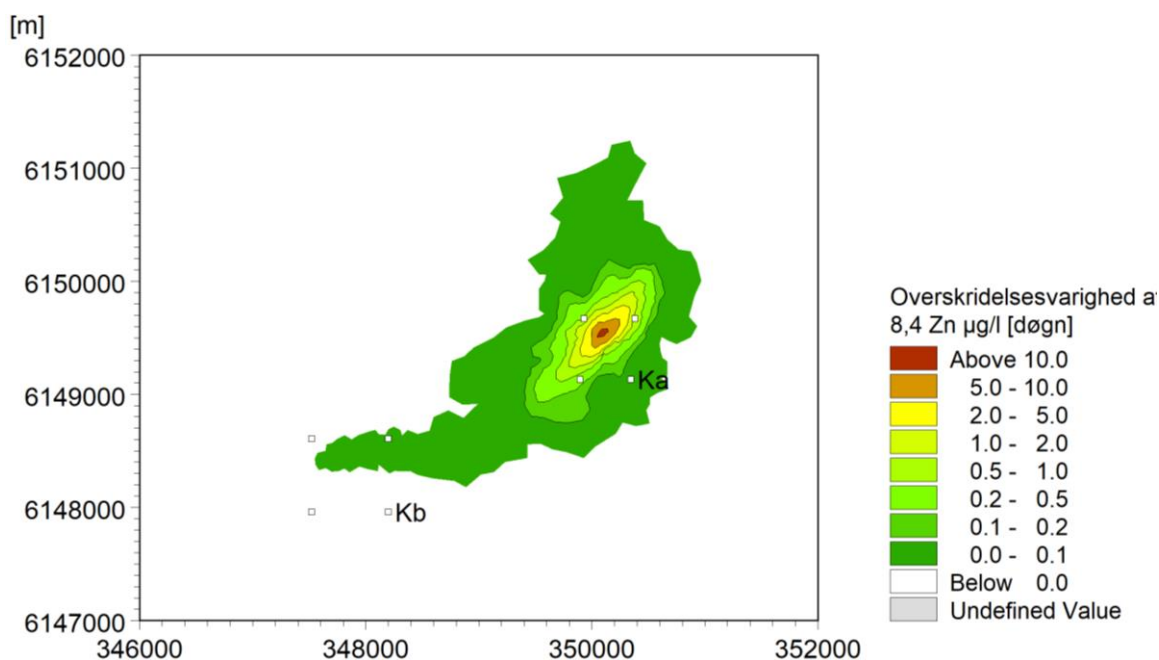 [m]
6152000
6151000
6150000
6149000
6148000
6147000
346000 348000 350000 352000
Ka
Kb
Overskridelsesvarighed af
8,4 Zn µg/l [døgn]
Above 10.0
5.0 - 10.0
2.0 - 5.0
1.0 - 2.0
0.5 - 1.0
0.2 - 0.5
0.1 - 0.2
0.0 - 0.1
Below 0.0
Undefined Value